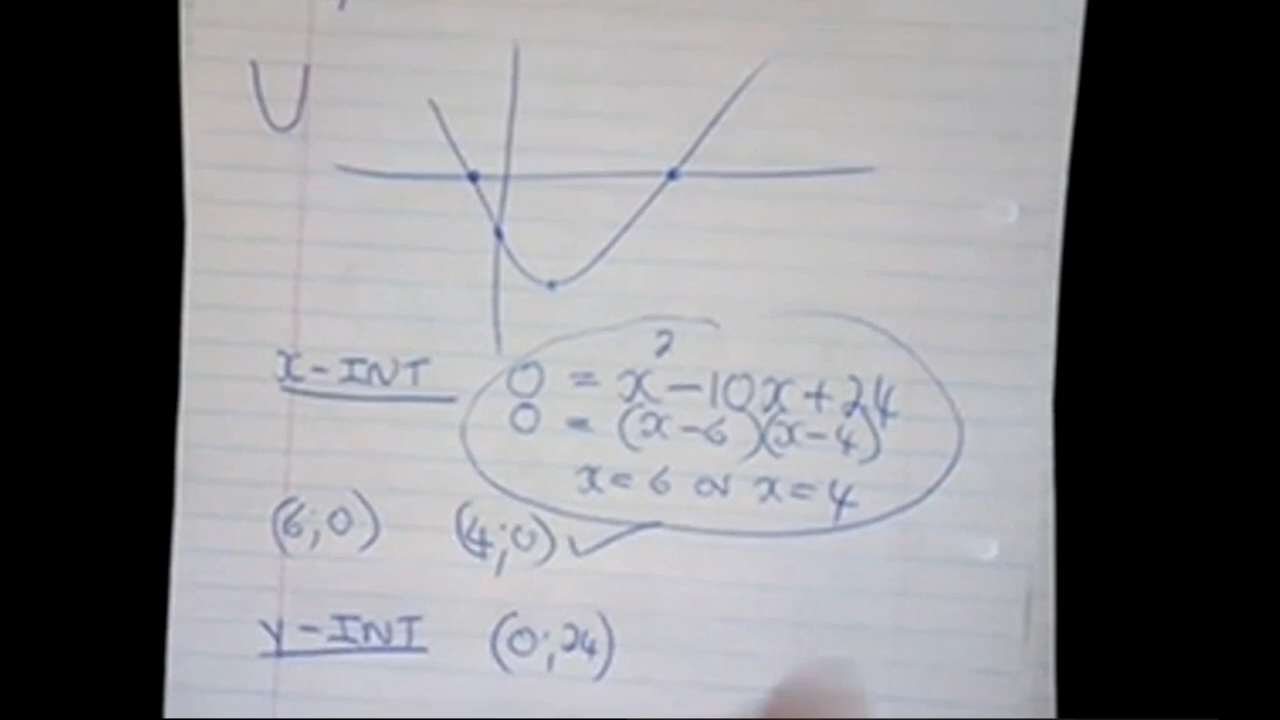 x-INT 0 = x² - 10x + 24
0 = (x - 6)(x - 4)
x = 6 or x = 4
(6;0) (4;0) ✓
y-INT (0;24)